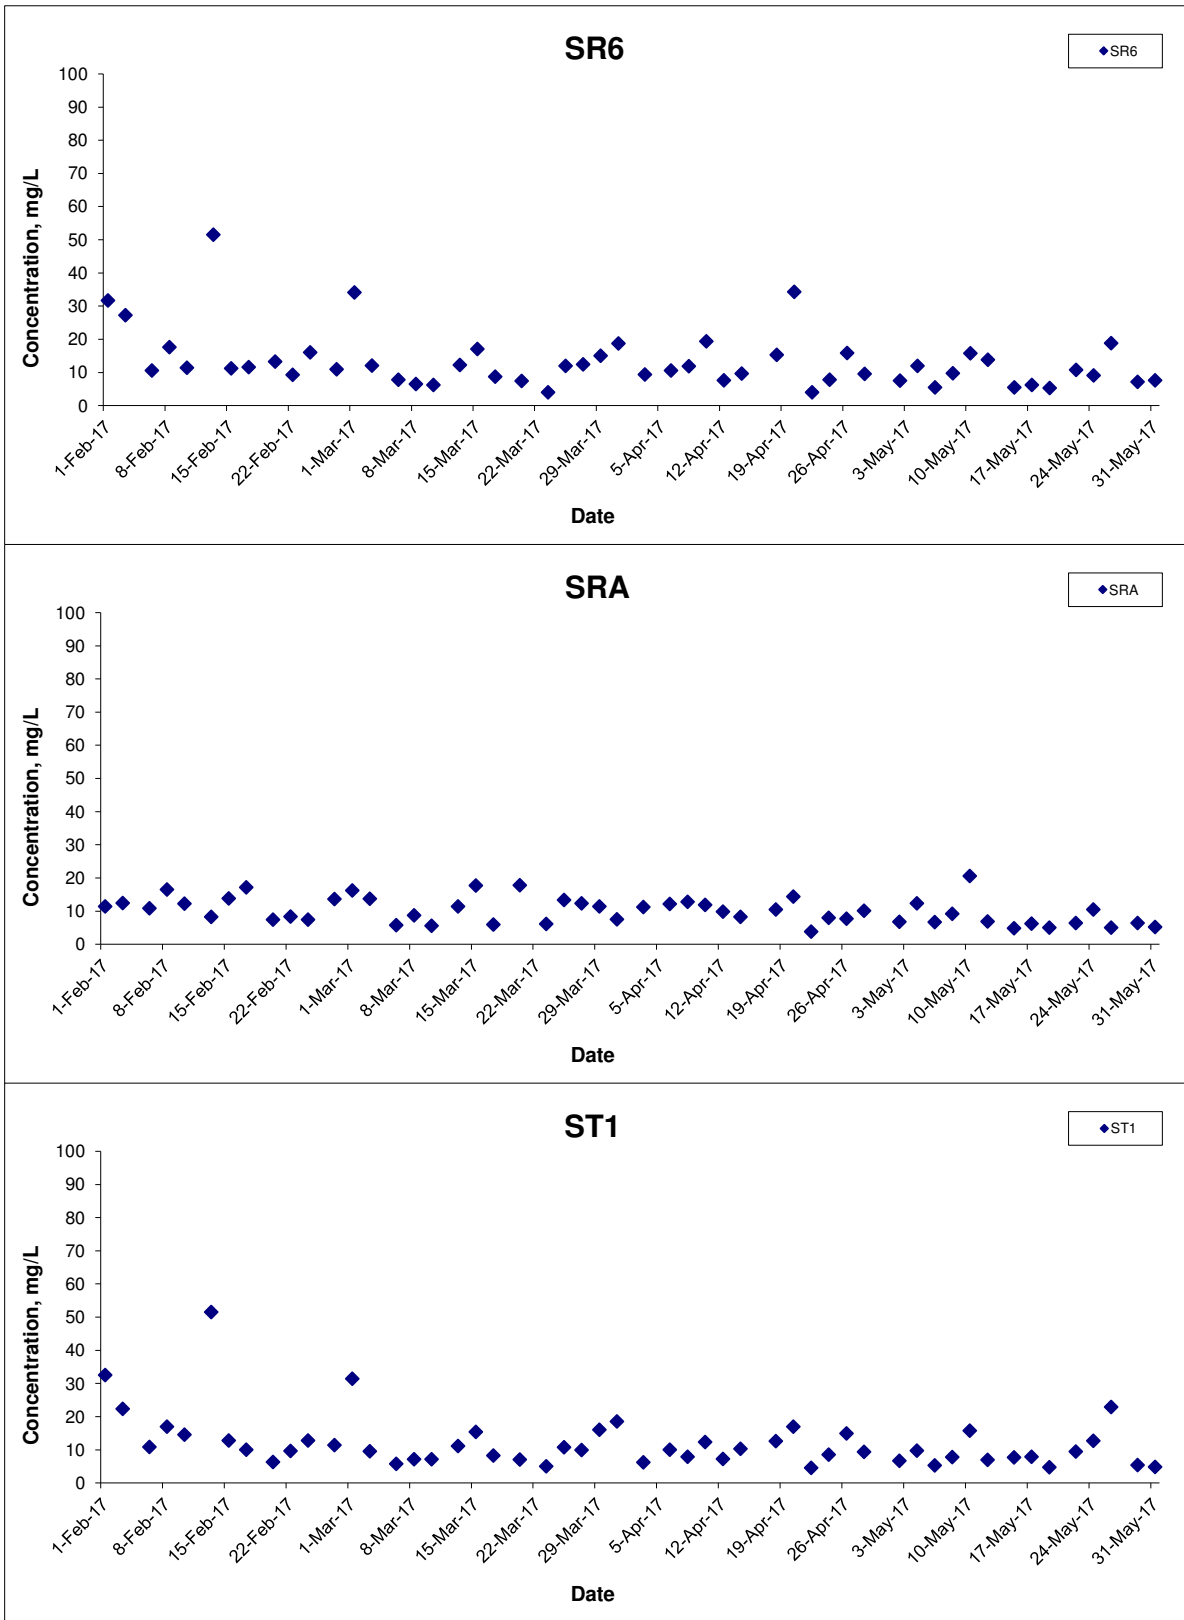 SR6
SR6
100
90
80
70
60
50
40
30
20
10
0
Concentration, mg/L
1-Feb-17
8-Feb-17
15-Feb-17
22-Feb-17
1-Mar-17
8-Mar-17
15-Mar-17
22-Mar-17
29-Mar-17
5-Apr-17
12-Apr-17
19-Apr-17
26-Apr-17
3-May-17
10-May-17
17-May-17
24-May-17
31-May-17
Date
SRA
SRA
100
90
80
70
60
50
40
30
20
10
0
Concentration, mg/L
1-Feb-17
8-Feb-17
15-Feb-17
22-Feb-17
1-Mar-17
8-Mar-17
15-Mar-17
22-Mar-17
29-Mar-17
5-Apr-17
12-Apr-17
19-Apr-17
26-Apr-17
3-May-17
10-May-17
17-May-17
24-May-17
31-May-17
Date
ST1
ST1
100
90
80
70
60
50
40
30
20
10
0
Concentration, mg/L
1-Feb-17
8-Feb-17
15-Feb-17
22-Feb-17
1-Mar-17
8-Mar-17
15-Mar-17
22-Mar-17
29-Mar-17
5-Apr-17
12-Apr-17
19-Apr-17
26-Apr-17
3-May-17
10-May-17
17-May-17
24-May-17
31-May-17
Date